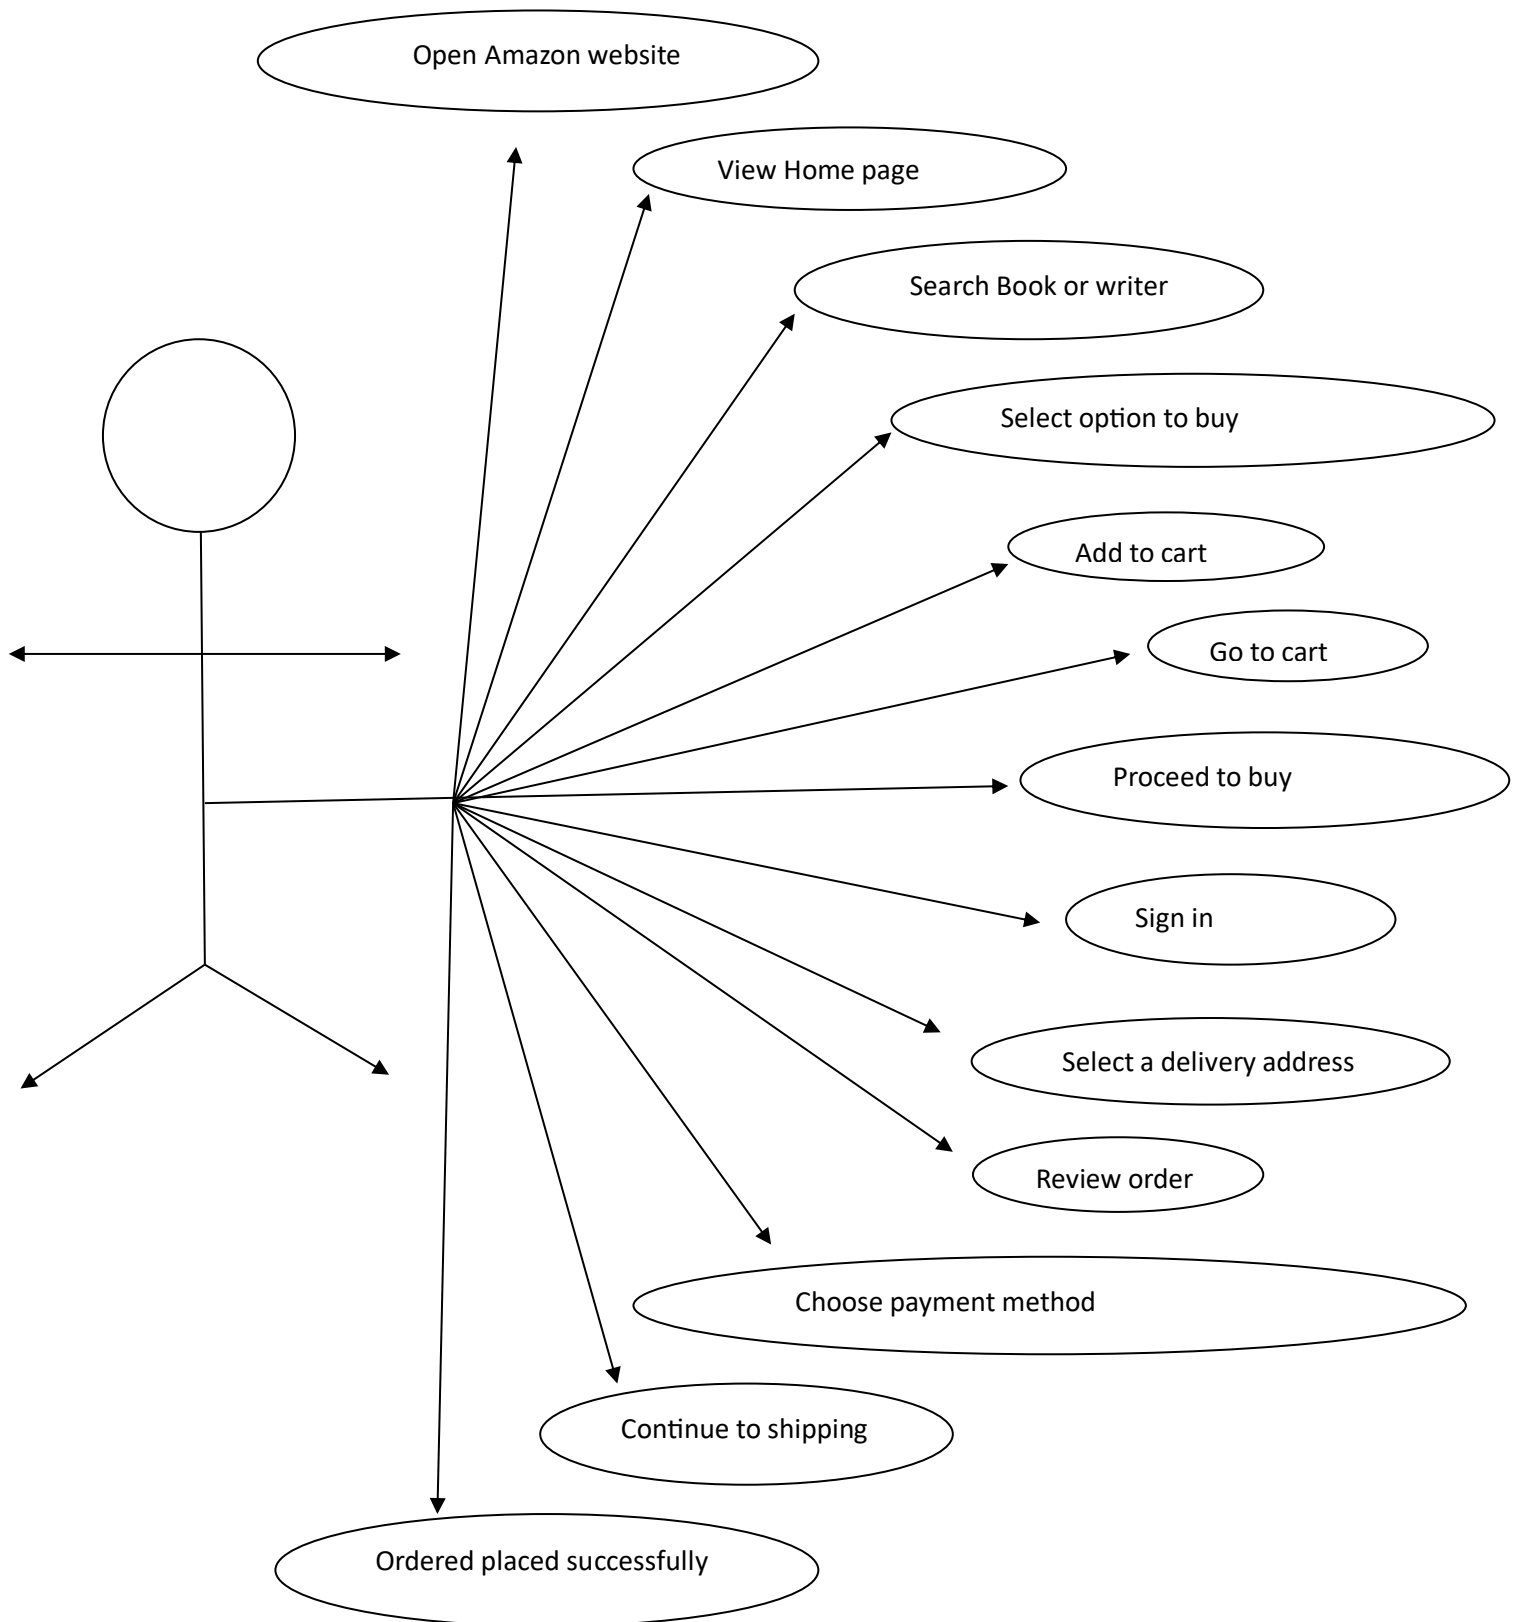 Open Amazon website
View Home page
Search Book or writer
Select option to buy
Add to cart
Go to cart
Proceed to buy
Sign in
Select a delivery address
Review order
Choose payment method
Continue to shipping
Ordered placed successfully